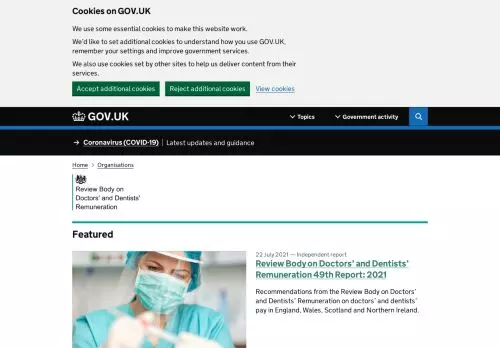 Cookies on GOV.UK
We use some essential cookies to make this website work.
We'd like to set additional cookies to understand how you use GOV.UK,
remember your settings and improve government services.
We also use cookies set by other sites to help us deliver content from their
services.
Accept additional cookies Reject additional cookies View cookies
GOV.UK Topics Government activity
→ Coronavirus (COVID-19) | Latest updates and guidance
Home > Organisations
Review Body on
Doctors' and Dentists'
Remuneration
Featured
22 July 2021 — Independent report
Review Body on Doctors' and Dentists'
Remuneration 49th Report: 2021
Recommendations from the Review Body on Doctors'
and Dentists' Remuneration on doctors' and dentists'
pay in England, Wales, Scotland and Northern Ireland.